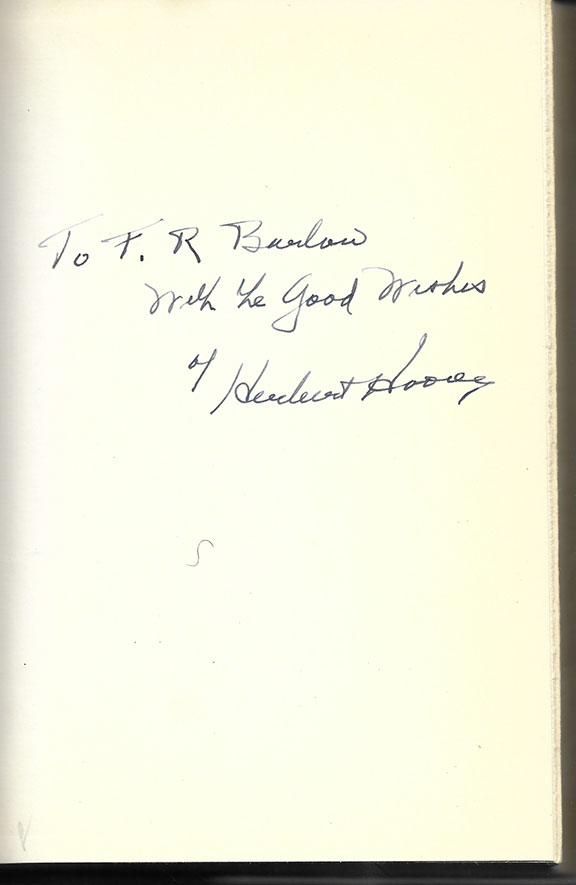 To F. R Barlow
With the Good Wishes
of Herbert Hoover